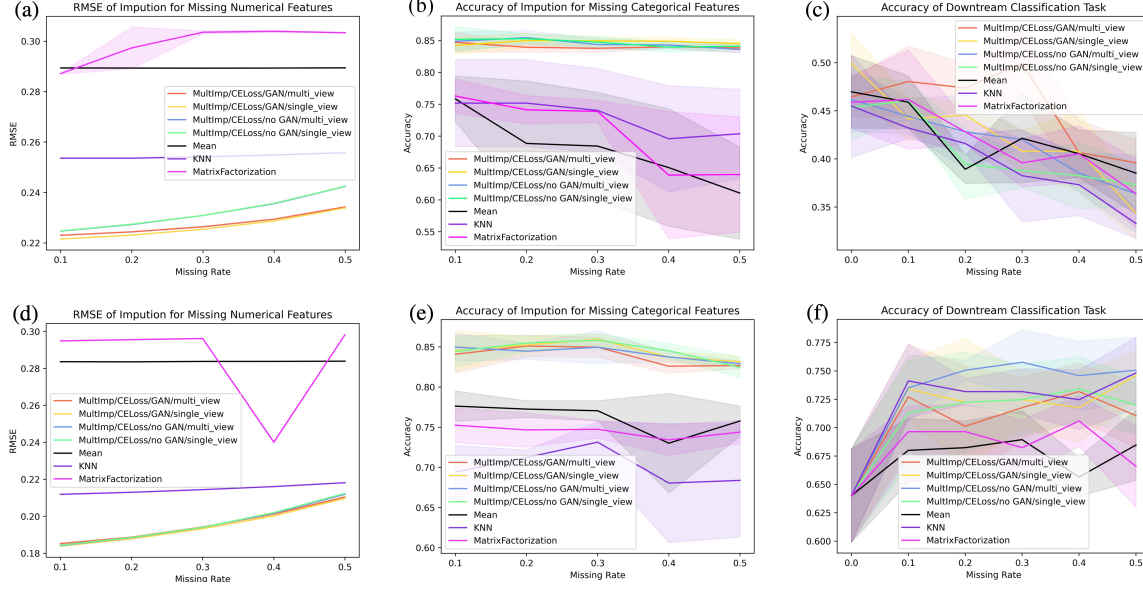 (a)
RMSE of Impution for Missing Numerical Features
0.30
0.28
0.26
0.24
0.22
RMSE
MultImp/CELoss/GAN/multi_view
MultImp/CELoss/GAN/single_view
MultImp/CELoss/no GAN/multi_view
MultImp/CELoss/no GAN/single_view
Mean
KNN
MatrixFactorization
0.1 0.2 0.3 0.4 0.5
Missing Rate
(b)
Accuracy of Impution for Missing Categorical Features
0.85
0.80
0.75
0.70
0.65
0.60
0.55
Accuracy
MultImp/CELoss/GAN/multi_view
MultImp/CELoss/GAN/single_view
MultImp/CELoss/no GAN/multi_view
MultImp/CELoss/no GAN/single_view
Mean
KNN
MatrixFactorization
0.1 0.2 0.3 0.4 0.5
Missing Rate
(c)
Accuracy of Downstream Classification Task
0.50
0.45
0.40
0.35
Accuracy
MultImp/CELoss/GAN/multi_view
MultImp/CELoss/GAN/single_view
MultImp/CELoss/no GAN/multi_view
MultImp/CELoss/no GAN/single_view
Mean
KNN
MatrixFactorization
0.0 0.1 0.2 0.3 0.4 0.5
Missing Rate
(d)
RMSE of Impution for Missing Numerical Features
0.30
0.28
0.26
0.24
0.22
0.20
0.18
RMSE
MultImp/CELoss/GAN/multi_view
MultImp/CELoss/GAN/single_view
MultImp/CELoss/no GAN/multi_view
MultImp/CELoss/no GAN/single_view
Mean
KNN
MatrixFactorization
0.1 0.2 0.3 0.4 0.5
Missing Rate
(e)
Accuracy of Impution for Missing Categorical Features
0.85
0.80
0.75
0.70
0.65
0.60
Accuracy
MultImp/CELoss/GAN/multi_view
MultImp/CELoss/GAN/single_view
MultImp/CELoss/no GAN/multi_view
MultImp/CELoss/no GAN/single_view
Mean
KNN
MatrixFactorization
0.1 0.2 0.3 0.4 0.5
Missing Rate
(f)
Accuracy of Downstream Classification Task
0.775
0.750
0.725
0.700
0.675
0.650
0.625
0.600
Accuracy
MultImp/CELoss/GAN/multi_view
MultImp/CELoss/GAN/single_view
MultImp/CELoss/no GAN/multi_view
MultImp/CELoss/no GAN/single_view
Mean
KNN
MatrixFactorization
0.0 0.1 0.2 0.3 0.4 0.5
Missing Rate